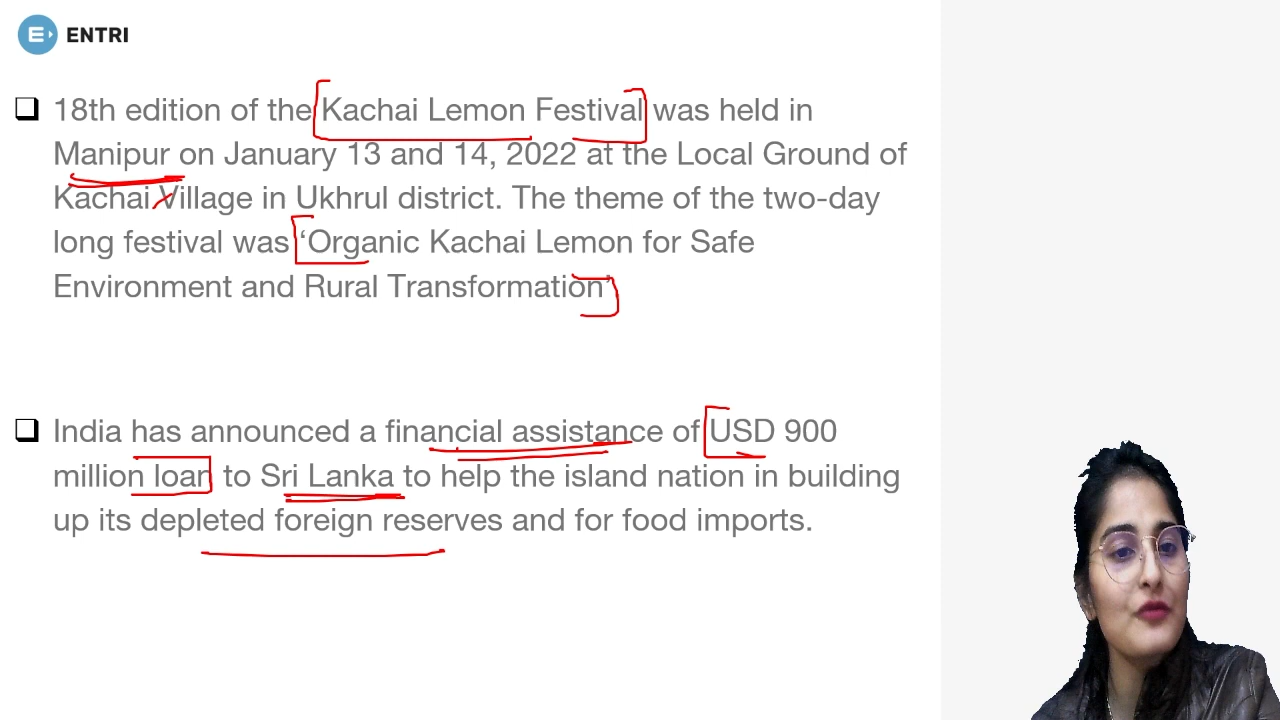 ENTRI
18th edition of the Kachai Lemon Festival was held in
Manipur on January 13 and 14, 2022 at the Local Ground of
Kachai Village in Ukhrul district. The theme of the two-day
long festival was ‘Organic Kachai Lemon for Safe
Environment and Rural Transformation’
India has announced a financial assistance of USD 900
million loan to Sri Lanka to help the island nation in building
up its depleted foreign reserves and for food imports.